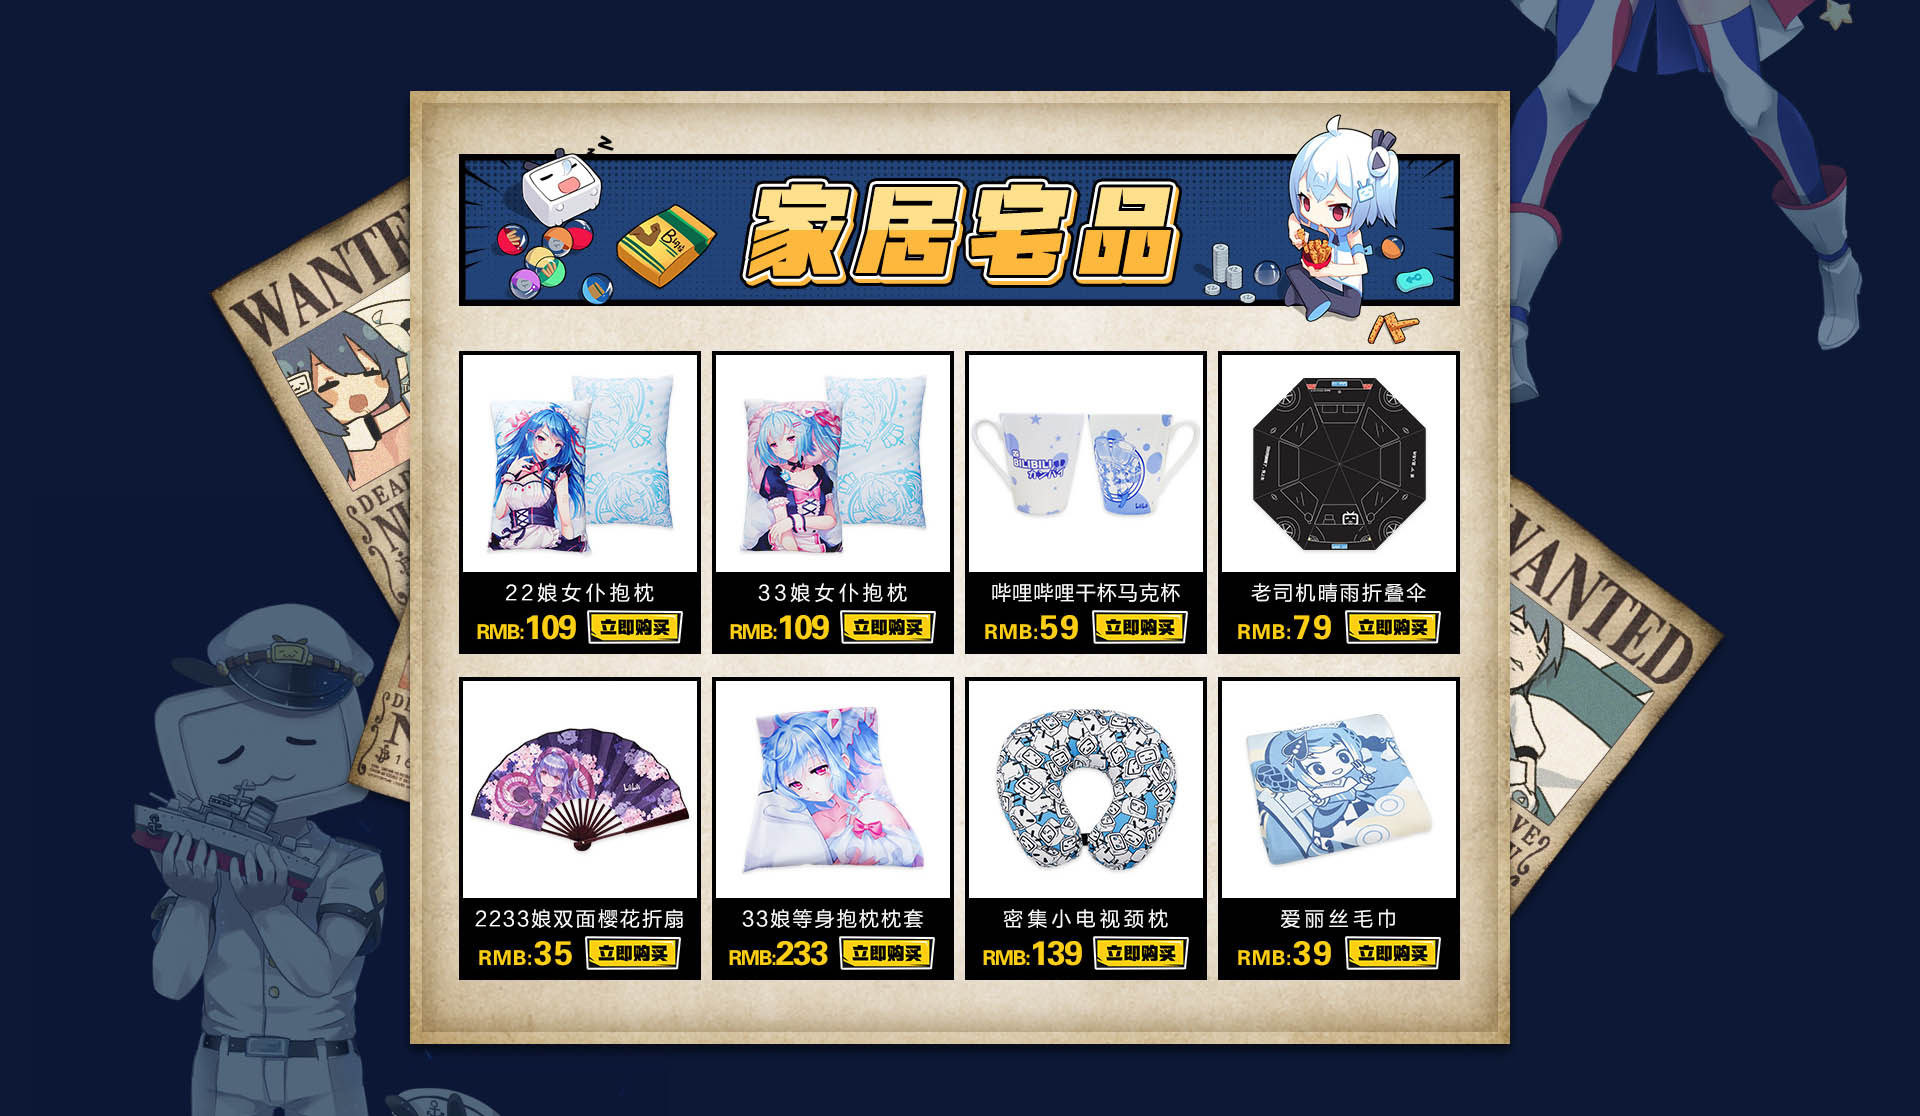 家居宅品
WANTED
22娘女仆抱枕
RMB:109 立即购买
33娘女仆抱枕
RMB:109 立即购买
BILIBILI
カンパイ
哔哩哔哩干杯马克杯
RMB:59 立即购买
老司机晴雨折叠伞
RMB:79 立即购买
WANTED
2233娘双面樱花折扇
RMB:35 立即购买
33娘等身抱枕枕套
RMB:233 立即购买
密集小电视颈枕
RMB:139 立即购买
爱丽丝毛巾
RMB:39 立即购买